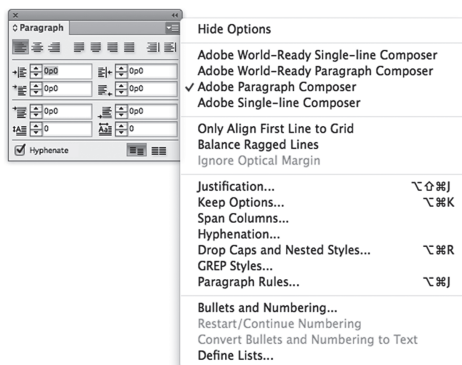 Paragraph
0p0 0p0
0p0 0p0
0p0 0p0
0 0
Hyphenate
Hide Options
Adobe World-Ready Single-line Composer
Adobe World-Ready Paragraph Composer
✓ Adobe Paragraph Composer
Adobe Single-line Composer
Only Align First Line to Grid
Balance Ragged Lines
Ignore Optical Margin
Justification... ⌥⇧⌘J
Keep Options... ⌥⌘K
Span Columns...
Hyphenation...
Drop Caps and Nested Styles... ⌥⌘R
GREP Styles...
Paragraph Rules... ⌥⌘J
Bullets and Numbering...
Restart/Continue Numbering
Convert Bullets and Numbering to Text
Define Lists...